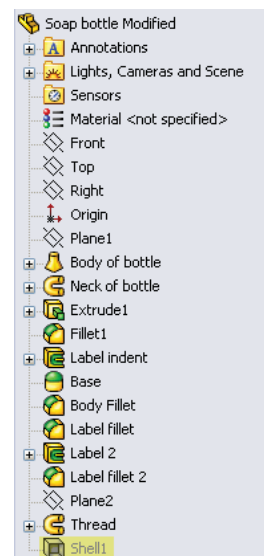 Soap bottle Modified
Annotations
Lights, Cameras and Scene
Sensors
Material <not specified>
Front
Top
Right
Origin
Plane1
Body of bottle
Neck of bottle
Extrude1
Fillet1
Label indent
Base
Body Fillet
Label fillet
Label 2
Label fillet 2
Plane2
Thread
Shell1